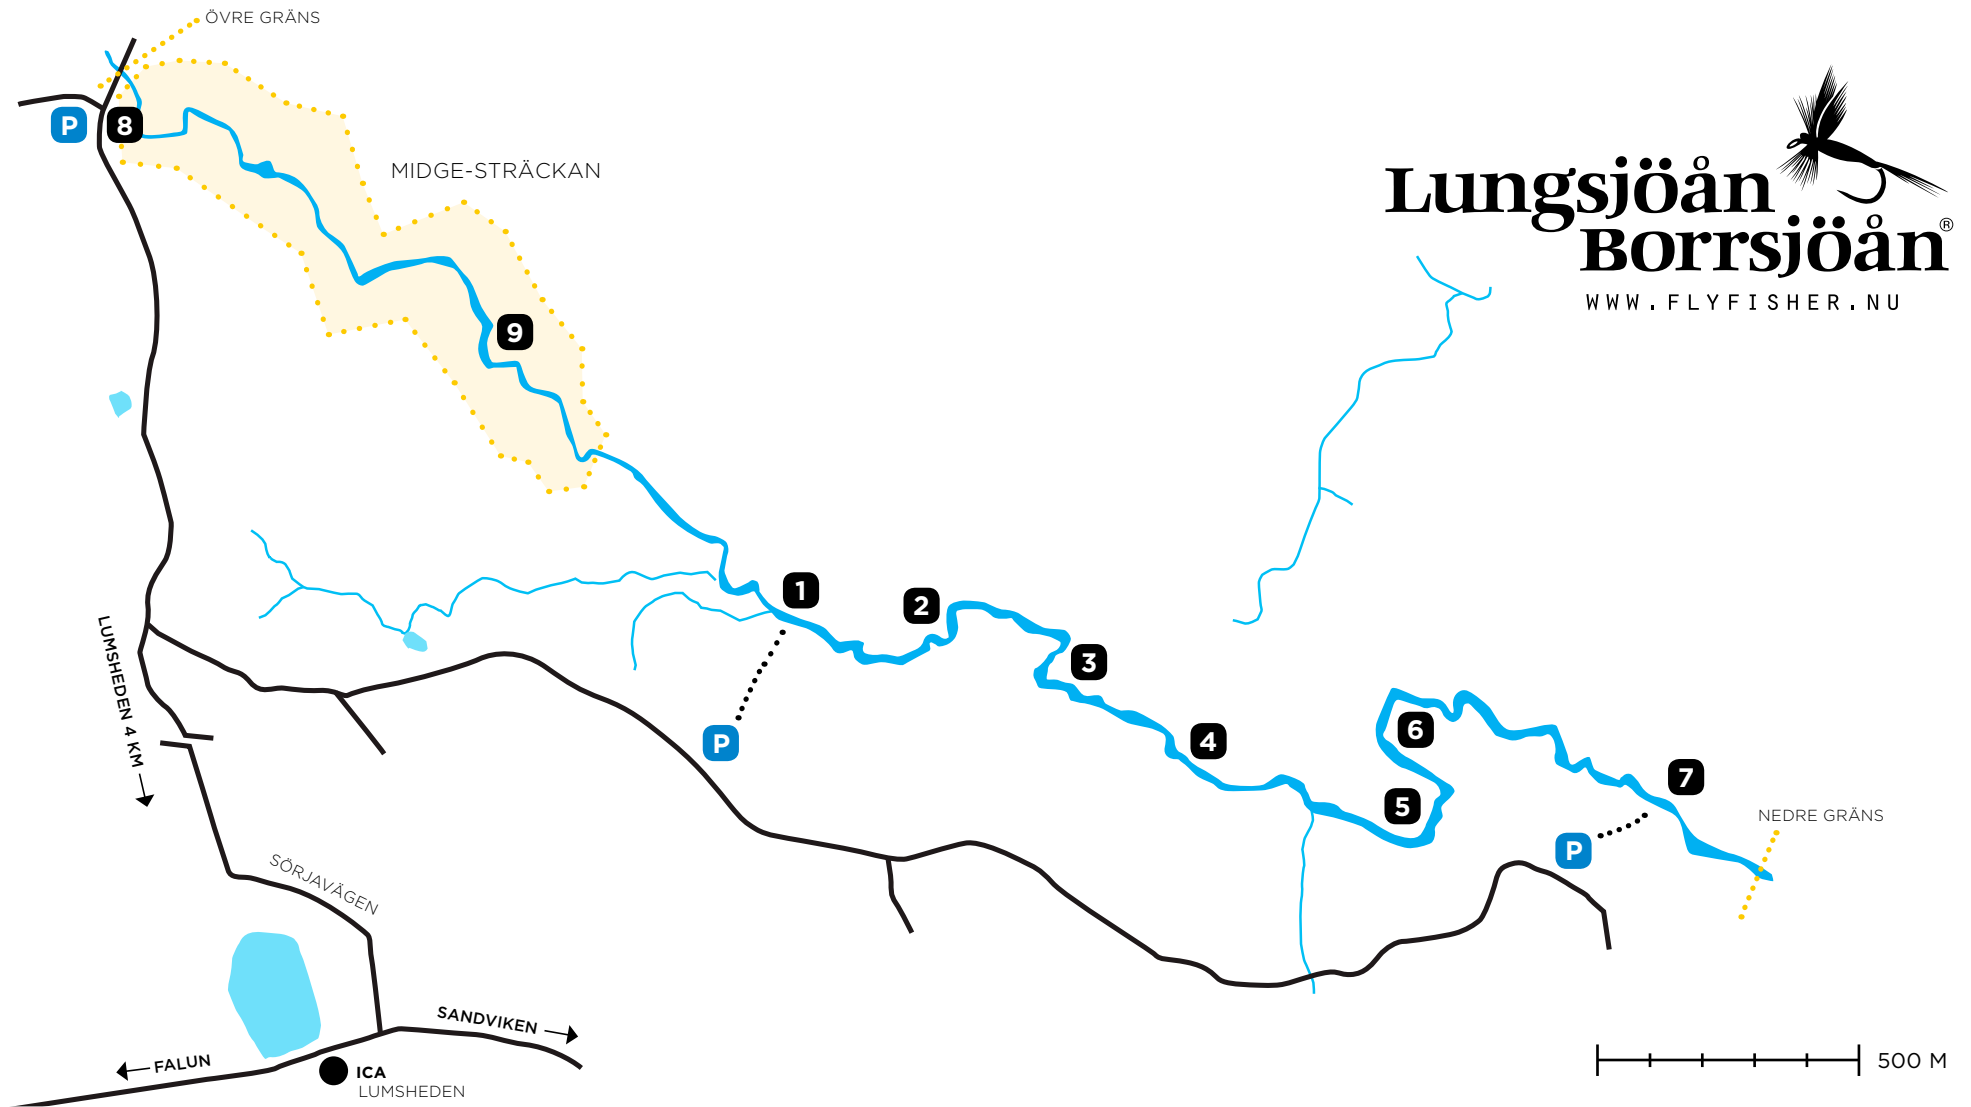 ÖVRE GRÄNS
P
8
MIDGE-STRÄCKAN
Lungsjöån
Borrsjöån®
WWW.FLYFISHER.NU
9
1
2
3
4
5
6
7
P
P
NEDRE GRÄNS
LUMSHEDEN 4 KM
SÖRJAVÄGEN
SANDVIKEN
FALUN
ICA
LUMSHEDEN
500 M